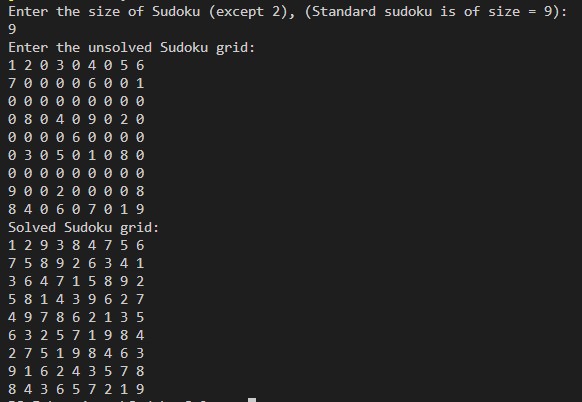 Enter the size of Sudoku (except 2), (Standard sudoku is of size = 9):
9
Enter the unsolved Sudoku grid:
1 2 0 3 0 4 0 5 6
7 0 0 0 0 6 0 0 1
0 0 0 0 0 0 0 0 0
0 8 0 4 0 9 0 2 0
0 0 0 0 6 0 0 0 0
0 3 0 5 0 1 0 8 0
0 0 0 0 0 0 0 0 0
9 0 0 2 0 0 0 0 8
8 4 0 6 0 7 0 1 9
Solved Sudoku grid:
1 2 9 3 8 4 7 5 6
7 5 8 9 2 6 3 4 1
3 6 4 7 1 5 8 9 2
5 8 1 4 3 9 6 2 7
4 9 7 8 6 2 1 3 5
6 3 2 5 7 1 9 8 4
2 7 5 1 9 8 4 6 3
9 1 6 2 4 3 5 7 8
8 4 3 6 5 7 2 1 9